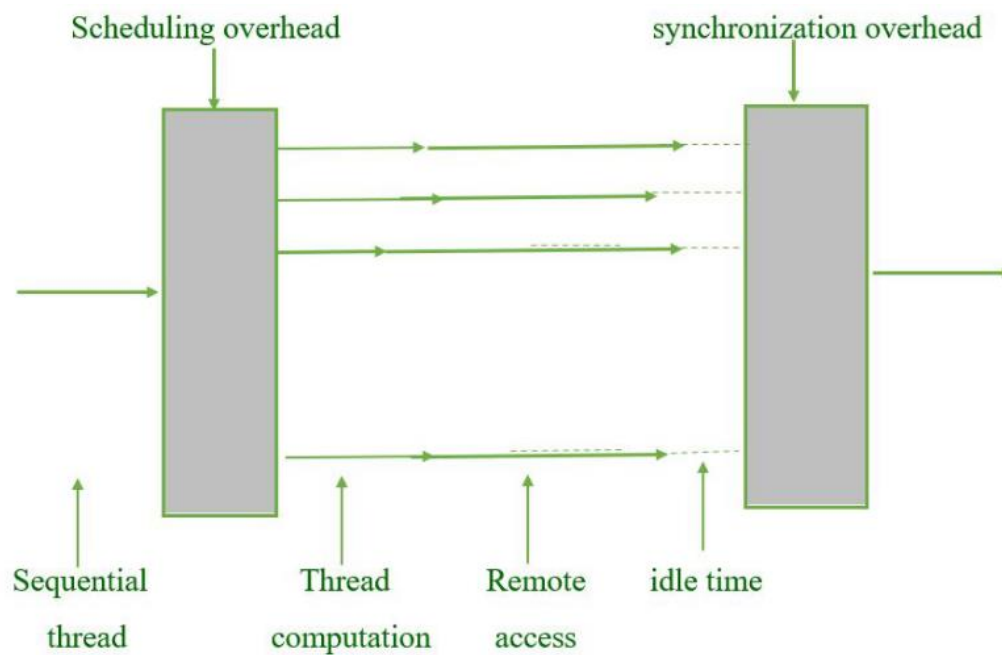 Scheduling overhead
synchronization overhead
Sequential
thread
Thread
computation
Remote
access
idle time